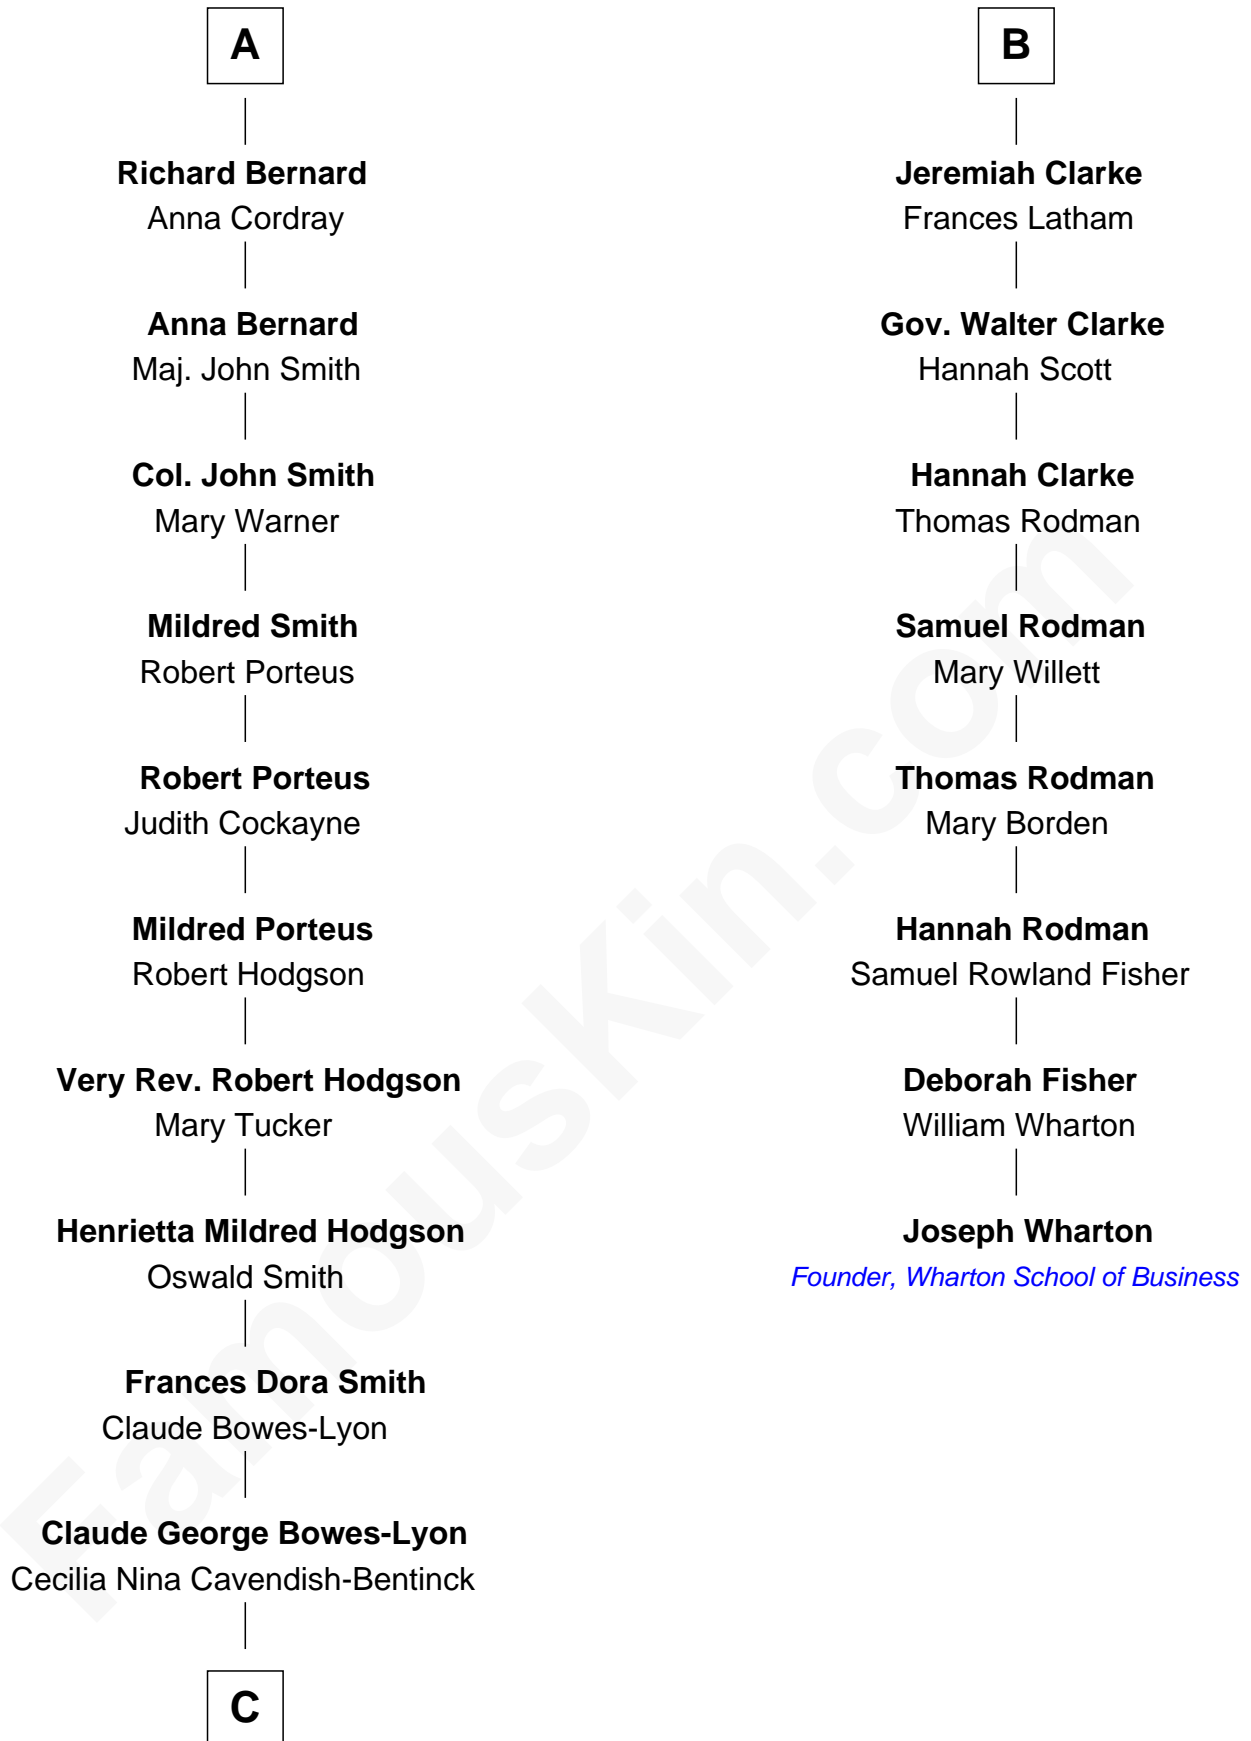 A
Richard Bernard
Anna Cordray
Anna Bernard
Maj. John Smith
Col. John Smith
Mary Warner
Mildred Smith
Robert Porteus
Robert Porteus
Judith Cockayne
Mildred Porteus
Robert Hodgson
Very Rev. Robert Hodgson
Mary Tucker
Henrietta Mildred Hodgson
Oswald Smith
Frances Dora Smith
Claude Bowes-Lyon
Claude George Bowes-Lyon
Cecilia Nina Cavendish-Bentinck
C
B
Jeremiah Clarke
Frances Latham
Gov. Walter Clarke
Hannah Scott
Hannah Clarke
Thomas Rodman
Samuel Rodman
Mary Willett
Thomas Rodman
Mary Borden
Hannah Rodman
Samuel Rowland Fisher
Deborah Fisher
William Wharton
Joseph Wharton
Founder, Wharton School of Business
FamousKin.com